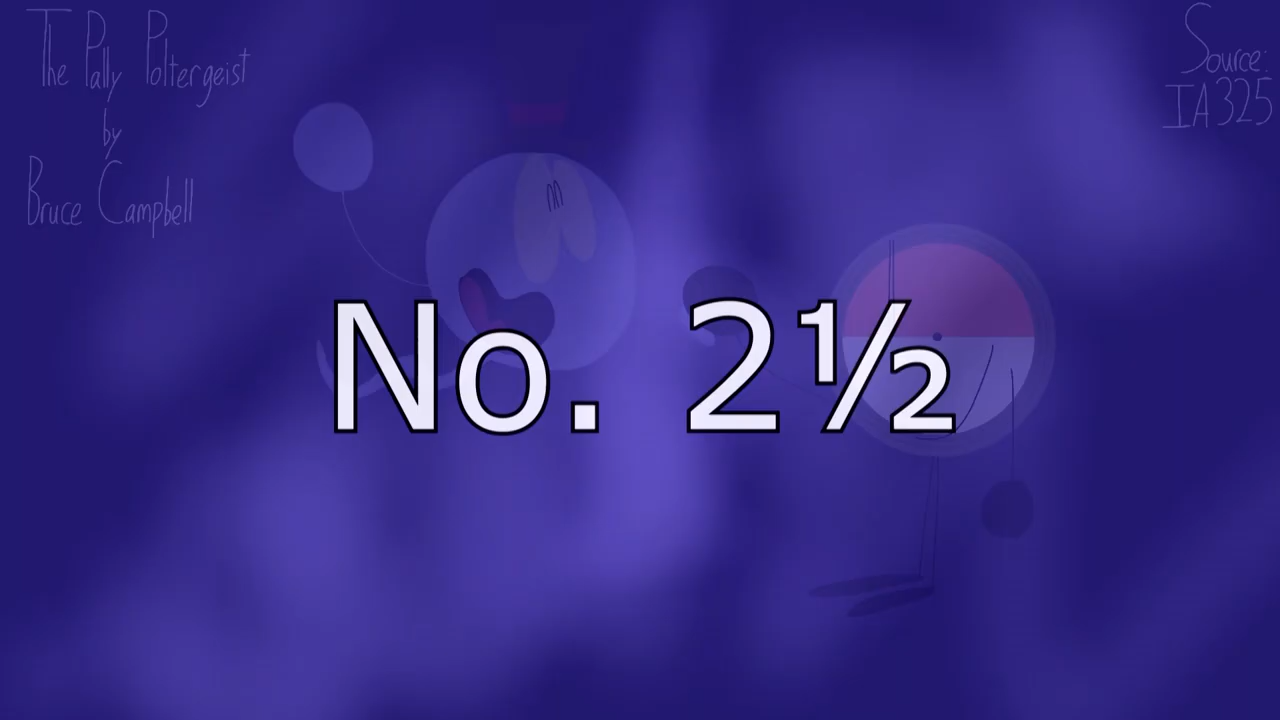 The Pally Poltergeist
by
Bruce Campbell
Source:
IA325
No. 2½